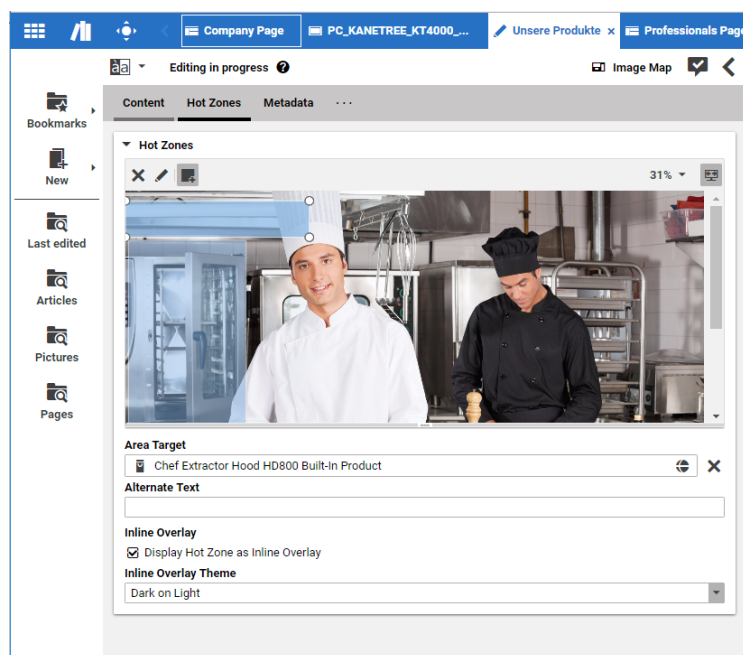 Company Page
PC_KANETREE_KT4000_...
Unsere Produkte ×
Professionals Page
àa
Editing in progress
Image Map
Content
Hot Zones
Metadata
...
Bookmarks
New
Last edited
Articles
Pictures
Pages
Hot Zones
31%
Area Target
Chef Extractor Hood HD800 Built-In Product
Alternate Text
Inline Overlay
Display Hot Zone as Inline Overlay
Inline Overlay Theme
Dark on Light